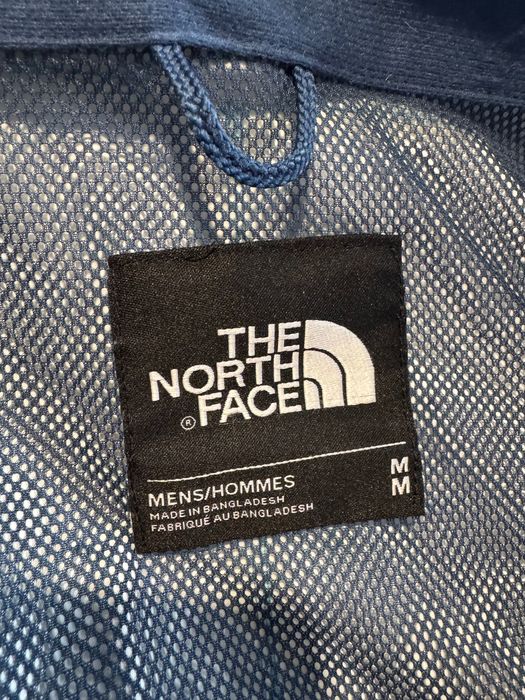 THE
NORTH
® FACE
MENS/HOMMES M
MADE IN BANGLADESH M
FABRIQUÉ AU BANGLADESH